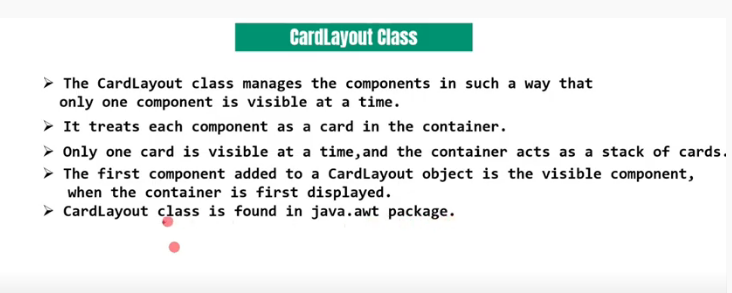 CardLayout Class
➢ The CardLayout class manages the components in such a way that
only one component is visible at a time.
➢ It treats each component as a card in the container.
➢ Only one card is visible at a time,and the container acts as a stack of cards.
➢ The first component added to a CardLayout object is the visible component,
when the container is first displayed.
➢ CardLayout class is found in java.awt package.